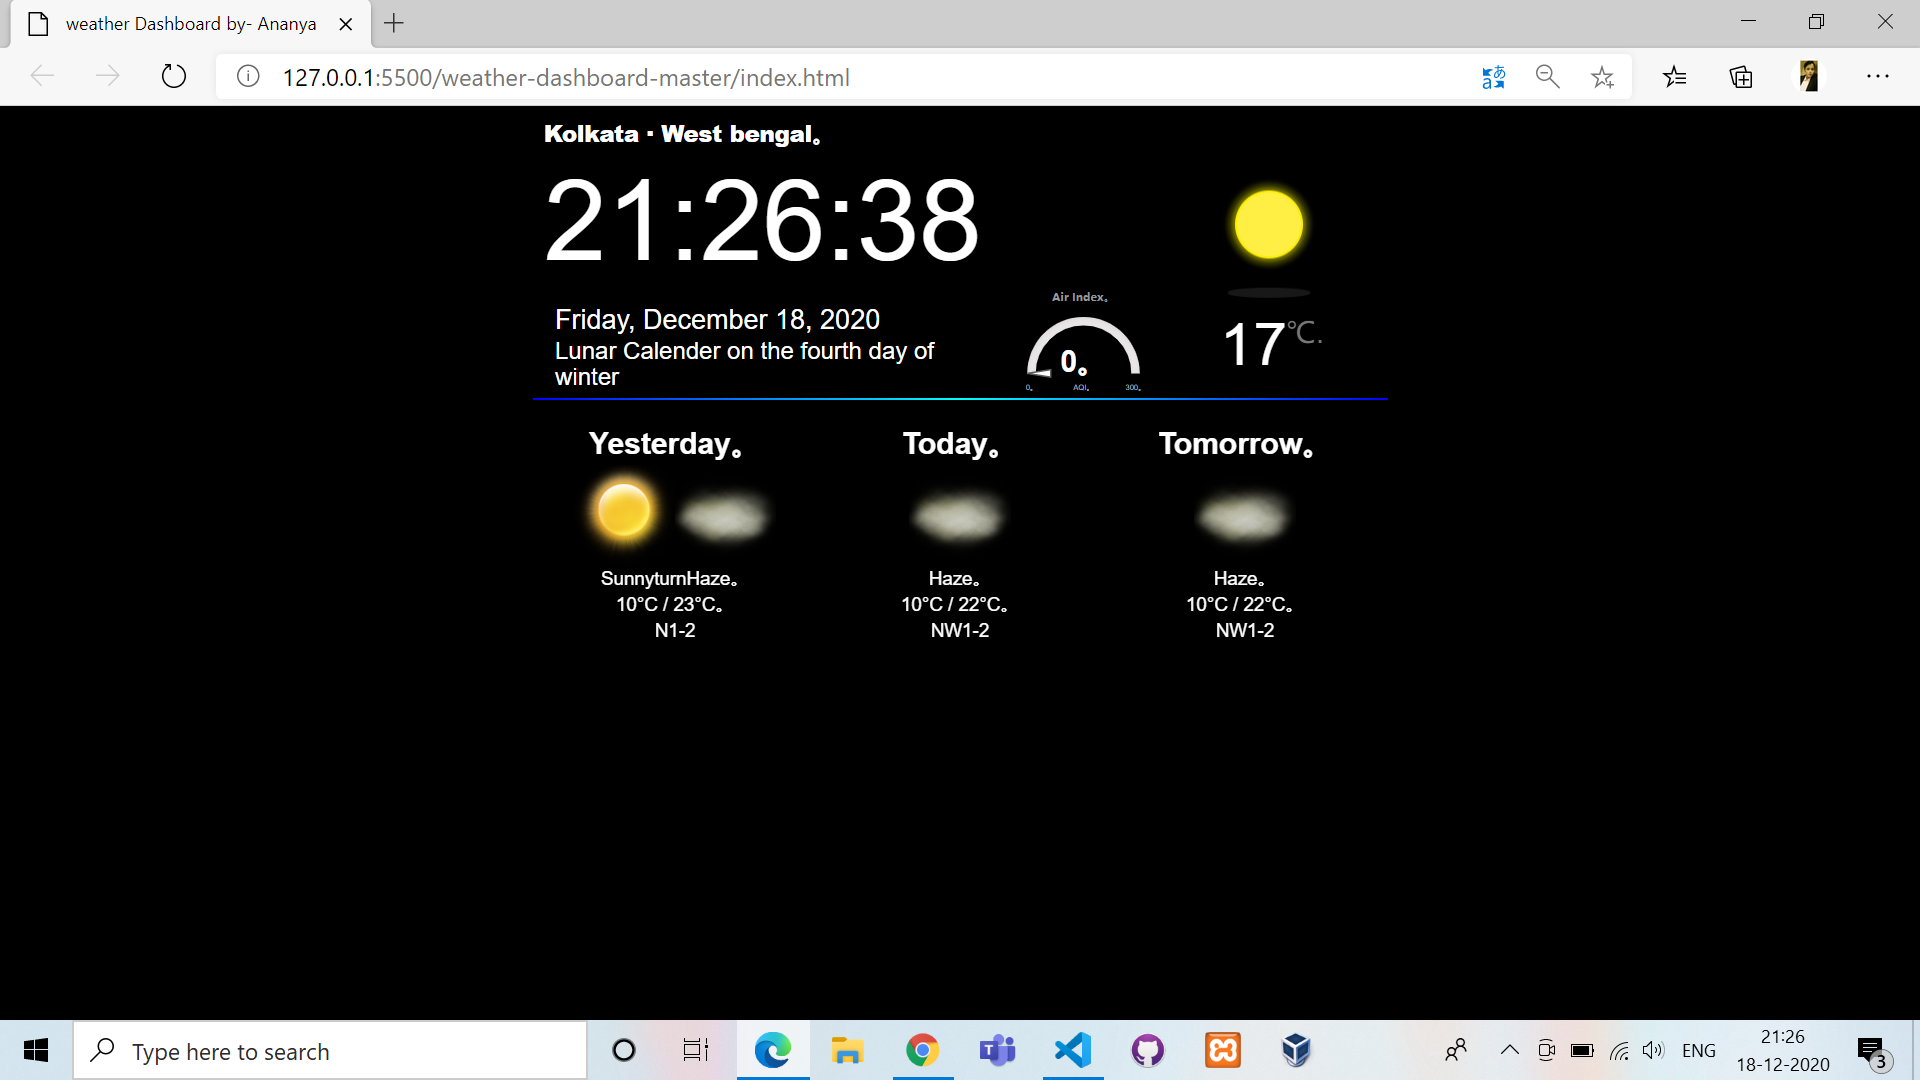 weather Dashboard by- Ananya
127.0.0.1:5500/weather-dashboard-master/index.html
Kolkata · West bengal。
21:26:38
Air Index。
Friday, December 18, 2020
Lunar Calender on the fourth day of
winter
0。
0。 AQI。 300。
17℃.
Yesterday。 Today。 Tomorrow。
SunnyturnHaze。 Haze。 Haze。
10°C / 23°C。 10°C / 22°C。 10°C / 22°C。
N1-2 NW1-2 NW1-2
Type here to search
ENG
21:26
18-12-2020
3